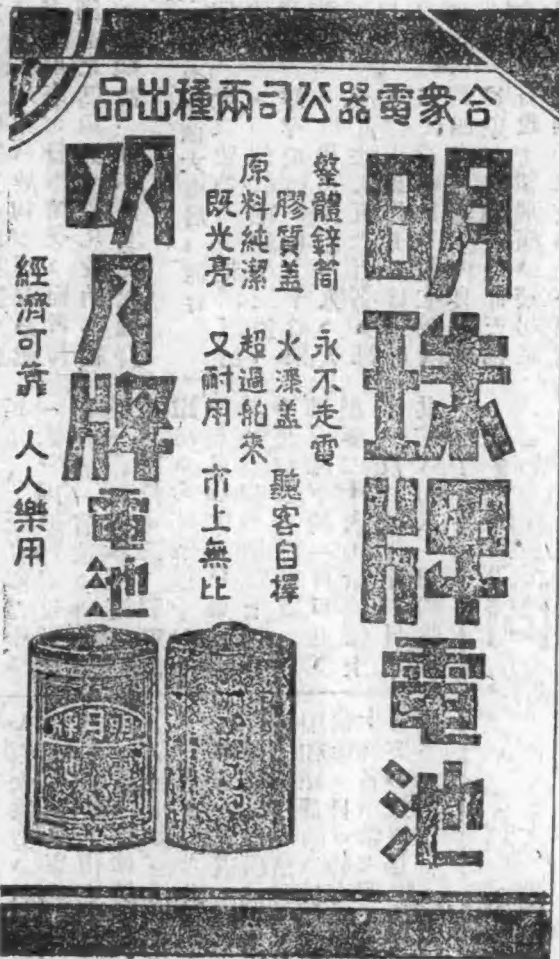 合衆電器公司兩種出品
明珠牌電池
整體鋅筒 永不走電
膠質盖 火漆盖 聽客自擇
原料純潔 超過舶來
既光亮 又耐用 市上無比
明月牌電池
經濟可靠 人人樂用
明月牌